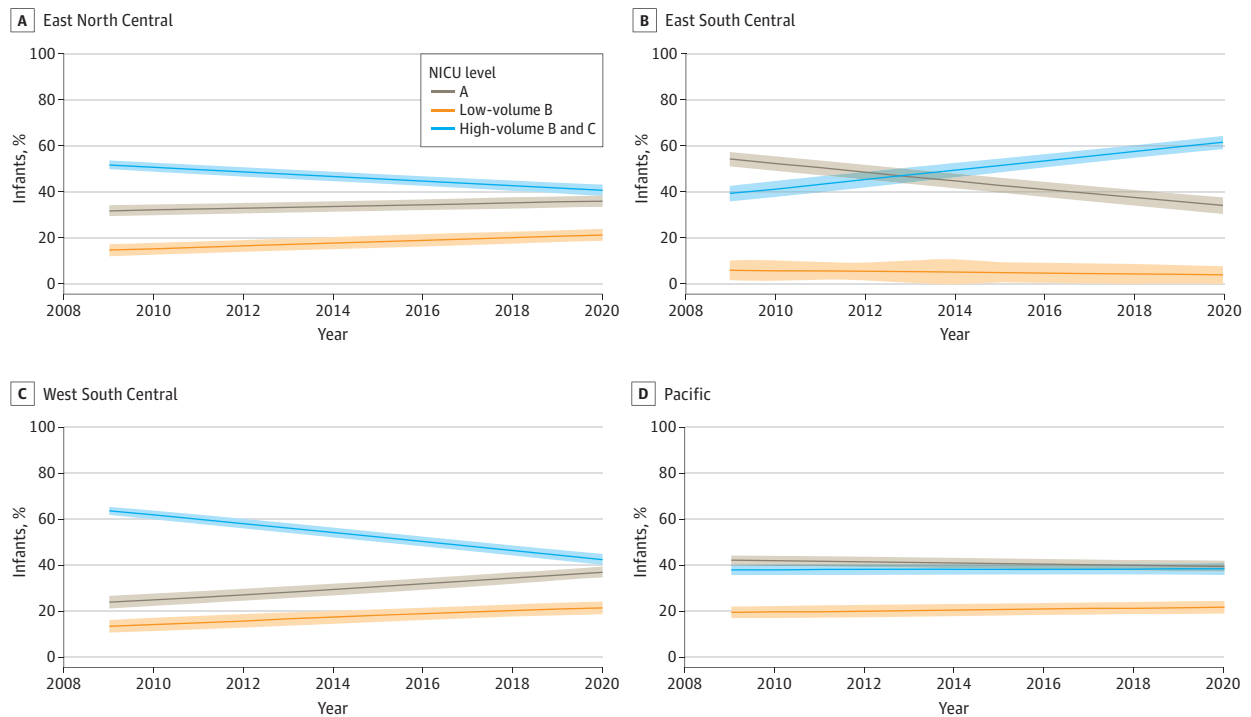 A East North Central
100
80
60
40
20
0
Infants, %
2008 2010 2012 2014 2016 2018 2020
Year
NICU level
A
Low-volume B
High-volume B and C
B East South Central
100
80
60
40
20
0
Infants, %
2008 2010 2012 2014 2016 2018 2020
Year
C West South Central
100
80
60
40
20
0
Infants, %
2008 2010 2012 2014 2016 2018 2020
Year
D Pacific
100
80
60
40
20
0
Infants, %
2008 2010 2012 2014 2016 2018 2020
Year